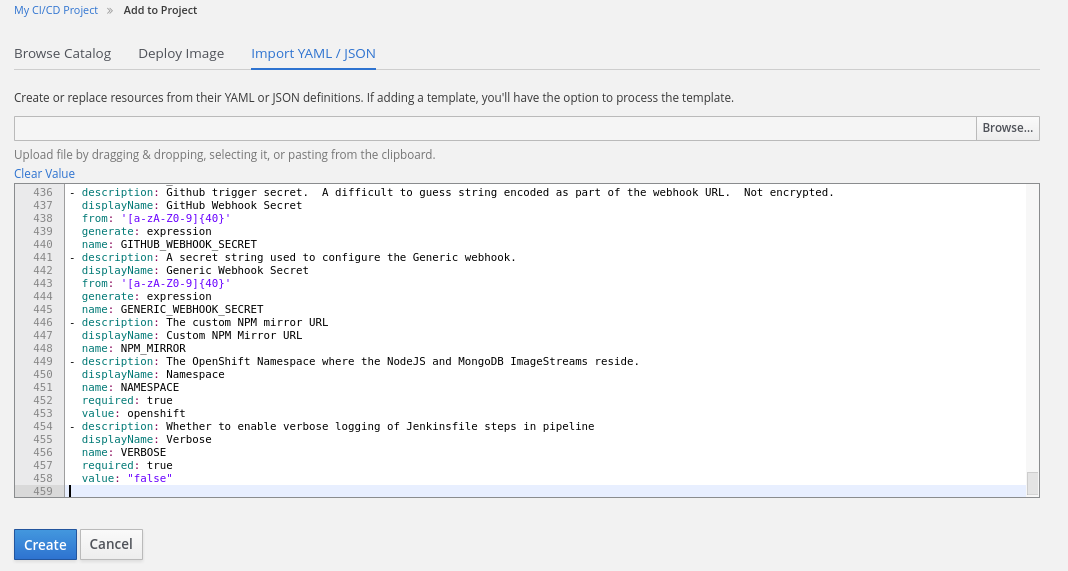 My CI/CD Project » Add to Project
Browse Catalog Deploy Image Import YAML / JSON
Create or replace resources from their YAML or JSON definitions. If adding a template, you'll have the option to process the template.
Browse...
Upload file by dragging & dropping, selecting it, or pasting from the clipboard.
Clear Value
436 - description: Github trigger secret.  A difficult to guess string encoded as part of the webhook URL.  Not encrypted.
437   displayName: GitHub Webhook Secret
438   from: '[a-zA-Z0-9]{40}'
439   generate: expression
440   name: GITHUB_WEBHOOK_SECRET
441 - description: A secret string used to configure the Generic webhook.
442   displayName: Generic Webhook Secret
443   from: '[a-zA-Z0-9]{40}'
444   generate: expression
445   name: GENERIC_WEBHOOK_SECRET
446 - description: The custom NPM mirror URL
447   displayName: Custom NPM Mirror URL
448   name: NPM_MIRROR
449 - description: The OpenShift Namespace where the NodeJS and MongoDB ImageStreams reside.
450   displayName: Namespace
451   name: NAMESPACE
452   required: true
453   value: openshift
454 - description: Whether to enable verbose logging of Jenkinsfile steps in pipeline
455   displayName: Verbose
456   name: VERBOSE
457   required: true
458   value: "false"
459
Create Cancel